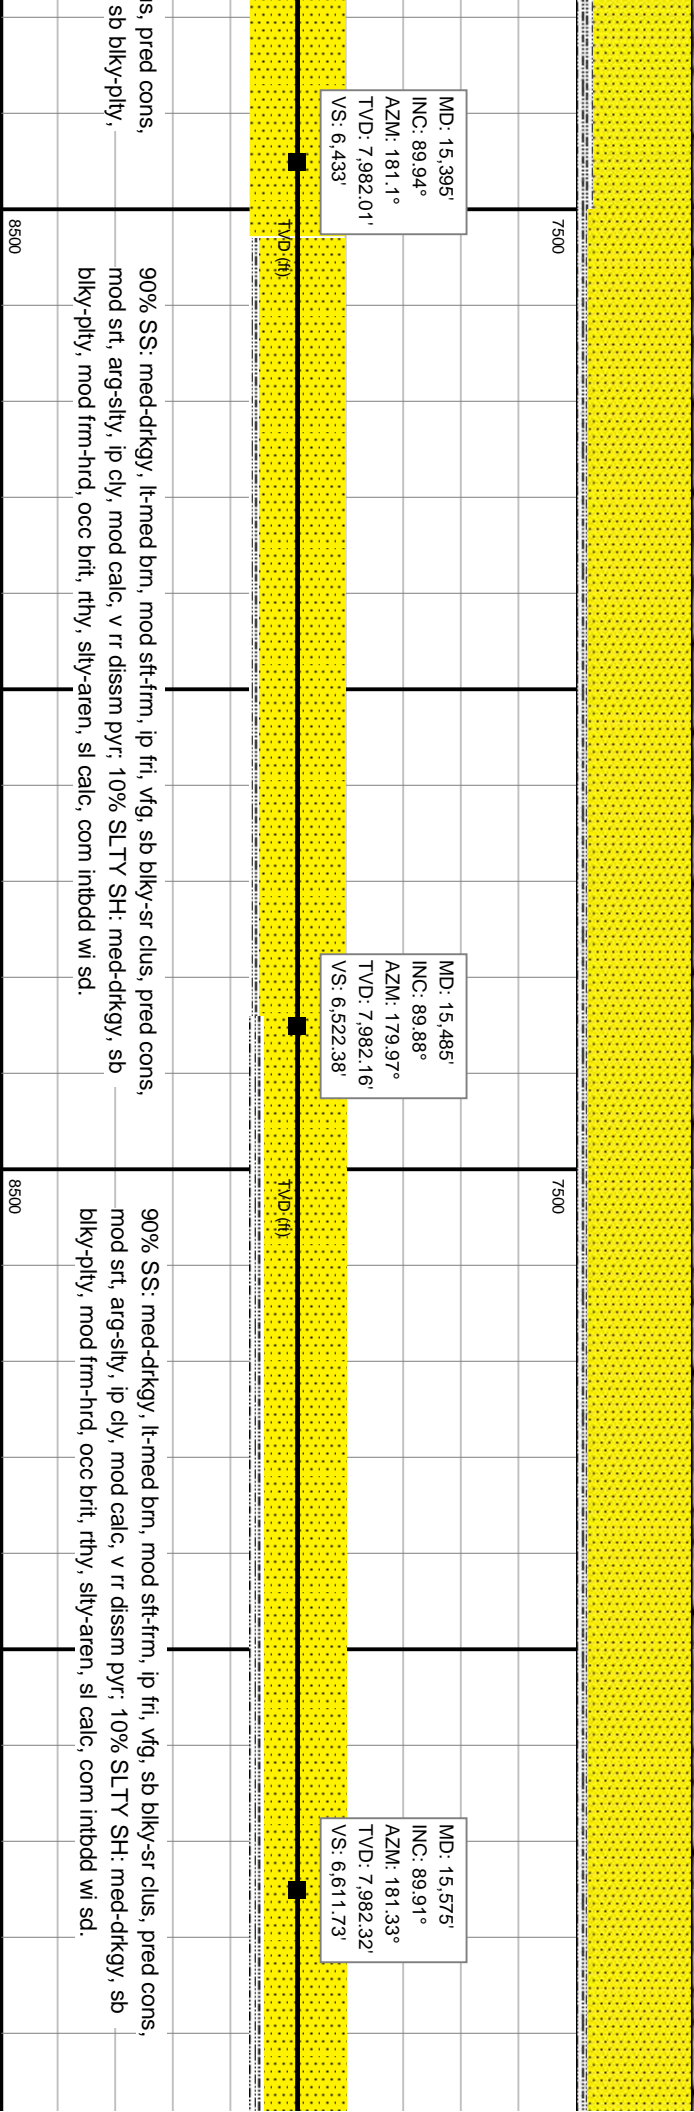 is, pred cons,
sb blky-plty,
MD: 15,395'
INC: 89.94°
AZM: 181.1°
TVD: 7,982.01'
VS: 6,433'
7500
TVD (ft)
8500
90% SS: med-drkgy, lt-med brn, mod sft-frm, ip fri, vfg, sb blky-sr clus, pred cons,
mod srt, arg-slty, ip cly, mod calc, v rr dissm pyr; 10% SLTY SH: med-drkgy, sb
blky-plty, mod frm-hrd, occ brit, rthy, slty-aren, sl calc, com intbdd wi sd.
MD: 15,485'
INC: 89.88°
AZM: 179.97°
TVD: 7,982.16'
VS: 6,522.38'
7500
TVD (ft)
8500
90% SS: med-drkgy, lt-med brn, mod sft-frm, ip fri, vfg, sb blky-sr clus, pred cons,
mod srt, arg-slty, ip cly, mod calc, v rr dissm pyr; 10% SLTY SH: med-drkgy, sb
blky-plty, mod frm-hrd, occ brit, rthy, slty-aren, sl calc, com intbdd wi sd.
MD: 15,575'
INC: 89.91°
AZM: 181.33°
TVD: 7,982.32'
VS: 6,611.73'